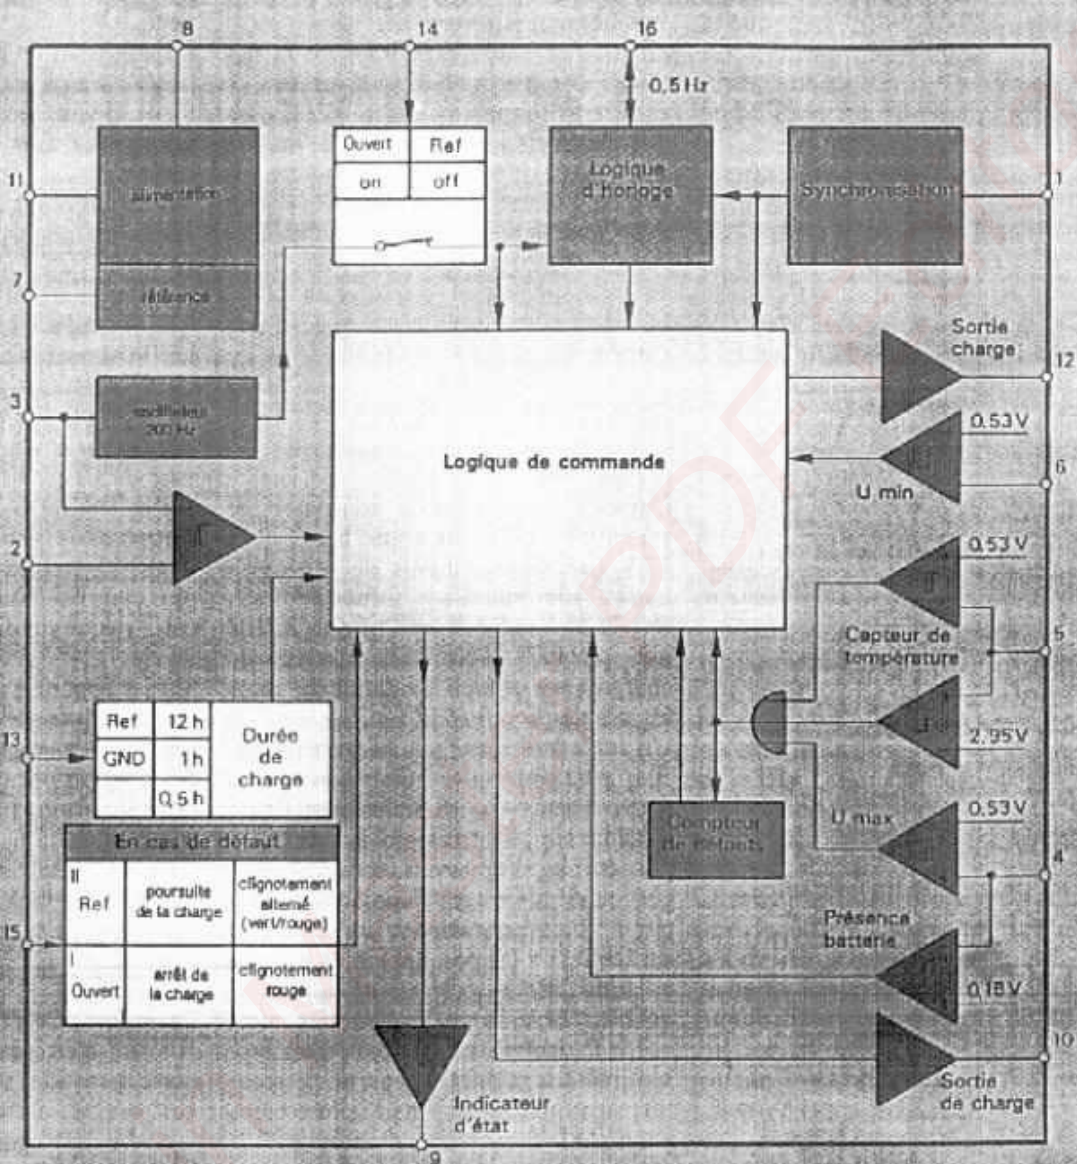 8
14
16
0,5 Hz
11
alimentation
7
référence
Ouvert Ref
on off
Logique
d'horloge
Synchronisation
1
3
oscillateur
200 Hz
Sortie
charge
12
0,53 V
U min
6
Logique de commande
2
0,53 V
Capteur de
température
5
2,95 V
13
Ref 12 h
GND 1 h
0,5 h
Durée
de
charge
Compteur
de défauts
U max
0,53 V
4
Présence
batterie
0,18 V
15
En cas de défaut
II
Ref
poursuite
de la charge
clignotement
alterné
(vert/rouge)
I
Ouvert
arrêt de
la charge
clignotement
rouge
10
Sortie
de charge
Indicateur
d'état
9